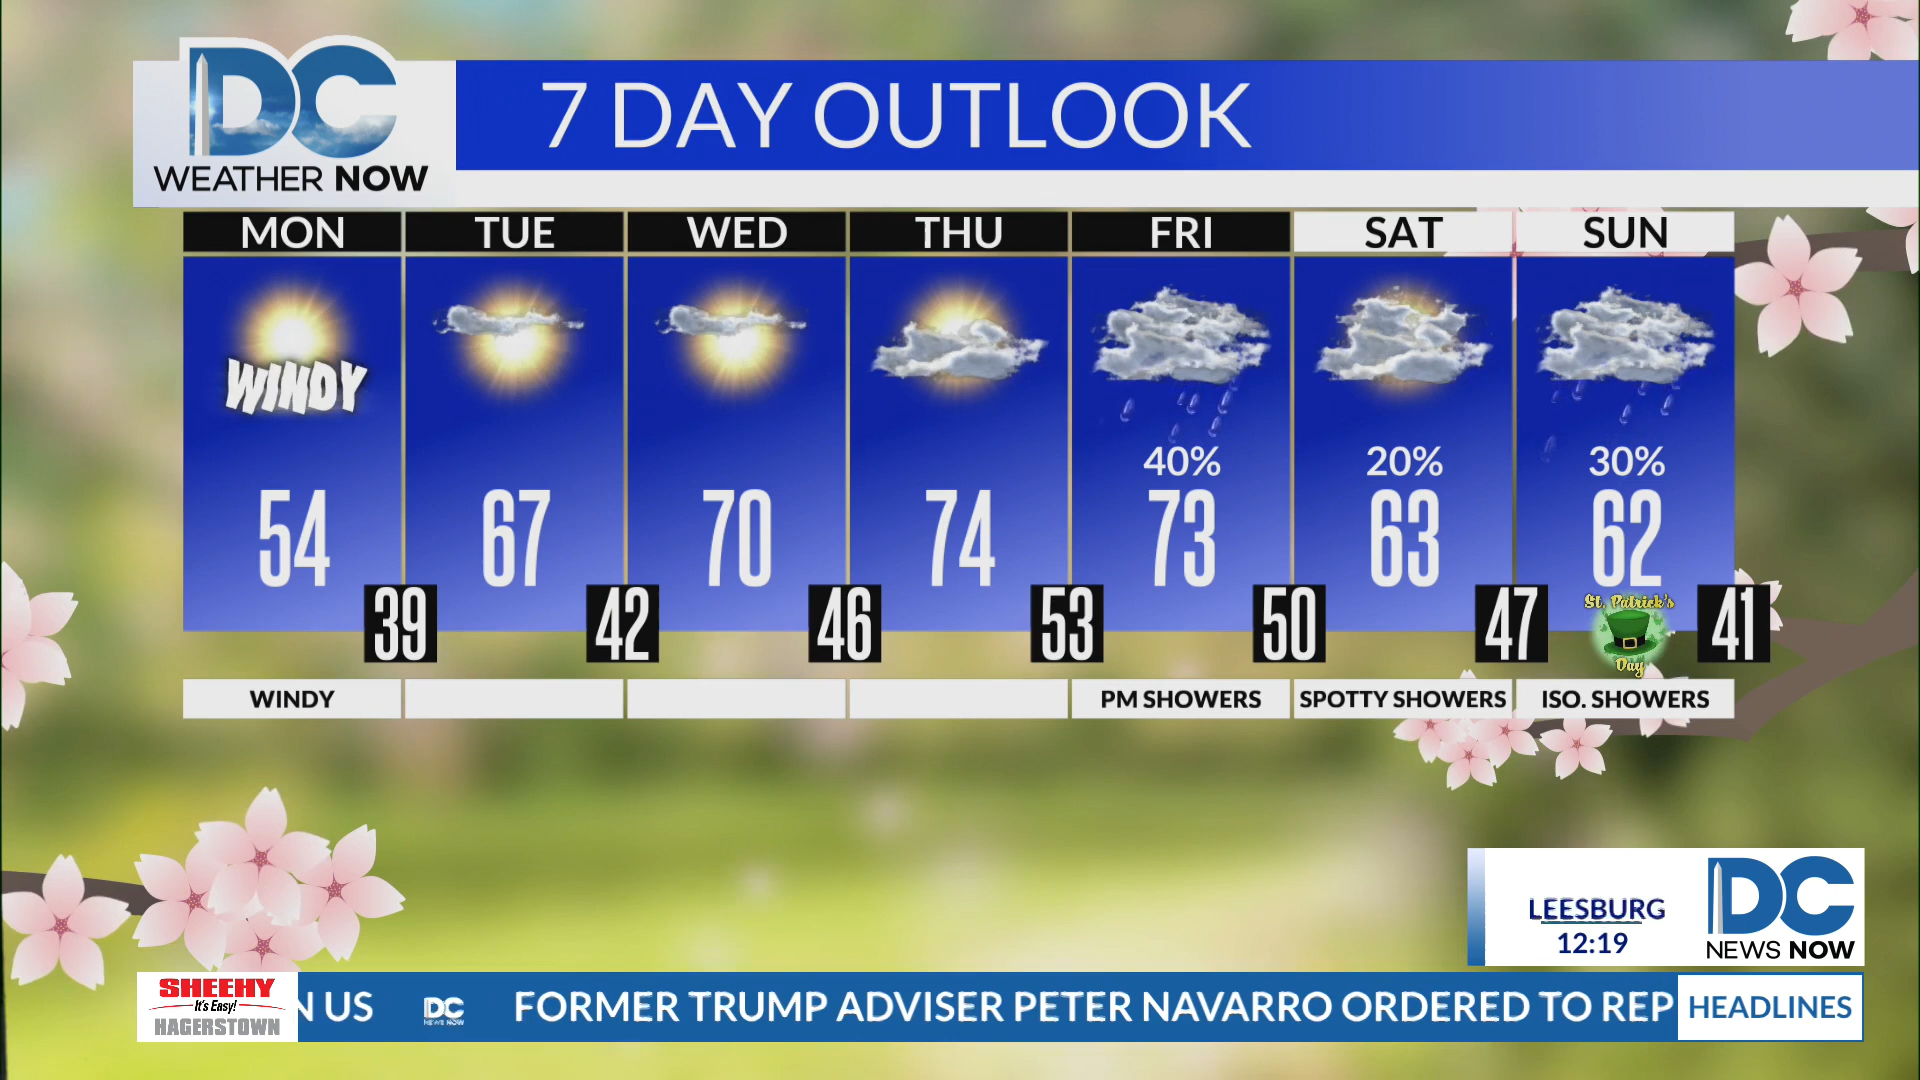 DC
WEATHER NOW
7 DAY OUTLOOK
MON TUE WED THU FRI SAT SUN
WINDY
40% 20% 30%
54 67 70 74 73 63 62
39 42 46 53 50 47 41
St. Patrick's
Day
WINDY PM SHOWERS SPOTTY SHOWERS ISO. SHOWERS
LEESBURG
12:19
DC
NEWS NOW
SHEEHY
It's Easy!
HAGERSTOWN
N US DC NEWS NOW FORMER TRUMP ADVISER PETER NAVARRO ORDERED TO REP
HEADLINES